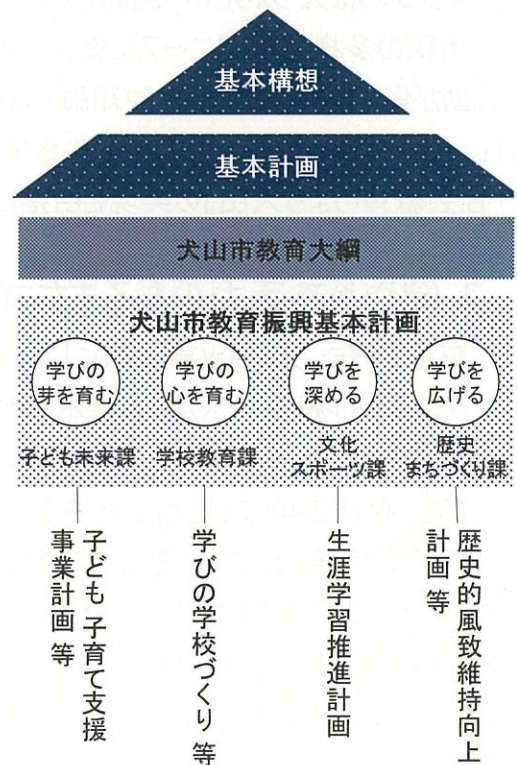 基本構想
基本計画
犬山市教育大綱
犬山市教育振興基本計画
学びの
芽を育む
学びの
心を育む
学びを
深める
学びを
広げる
子ども未来課
学校教育課
文化
スポーツ課
歴史
まちづくり課
子ども 子育て支援
事業計画 等
学びの学校づくり 等
生涯学習推進計画
歴史的風致維持向上
計画 等